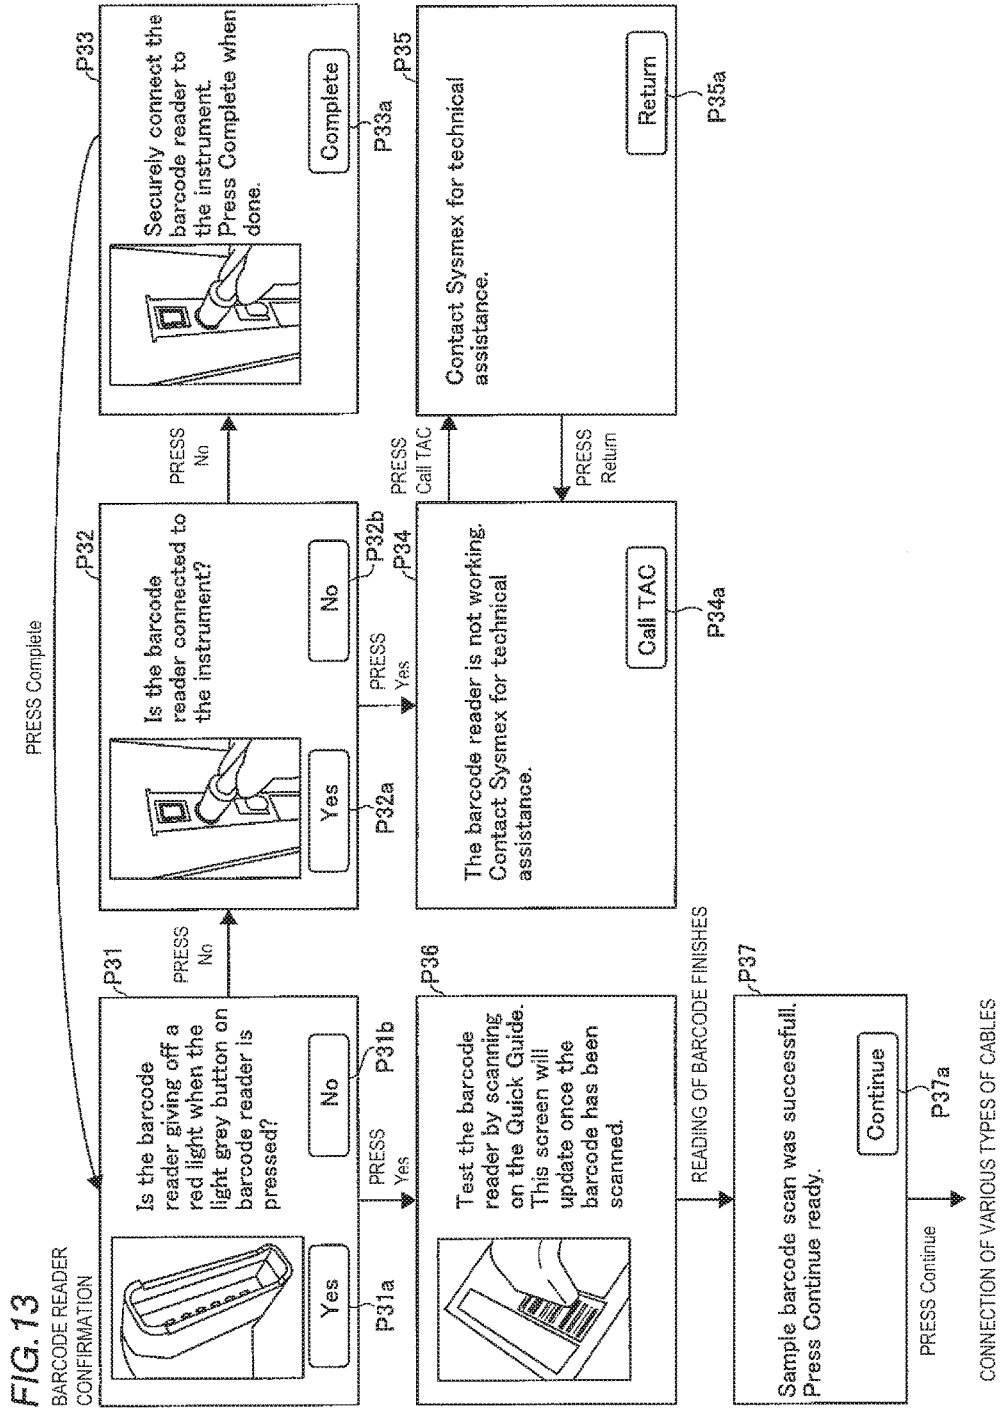 FIG.13
BARCODE READER
CONFIRMATION
PRESS Complete
P31
Is the barcode
reader giving off a
red light when the
light grey button on
barcode reader is
pressed?
Yes
No
P31a
P31b
PRESS
No
P32
Is the barcode
reader connected to
the instrument?
Yes
No
P32a
P32b
PRESS
No
P33
Securely connect the
barcode reader to
the instrument.
Press Complete when
done.
Complete
P33a
PRESS
Yes
PRESS
Yes
P36
Test the barcode
reader by scanning
on the Quick Guide.
This screen will
update once the
barcode has been
scanned.
P34
The barcode reader is not working.
Contact Sysmex for technical
assistance.
Call TAC
P34a
PRESS
Call TAC
PRESS
Return
P35
Contact Sysmex for technical
assistance.
Return
P35a
READING OF BARCODE FINISHES
P37
Sample barcode scan was successfull.
Press Continue ready.
Continue
P37a
PRESS Continue
CONNECTION OF VARIOUS TYPES OF CABLES